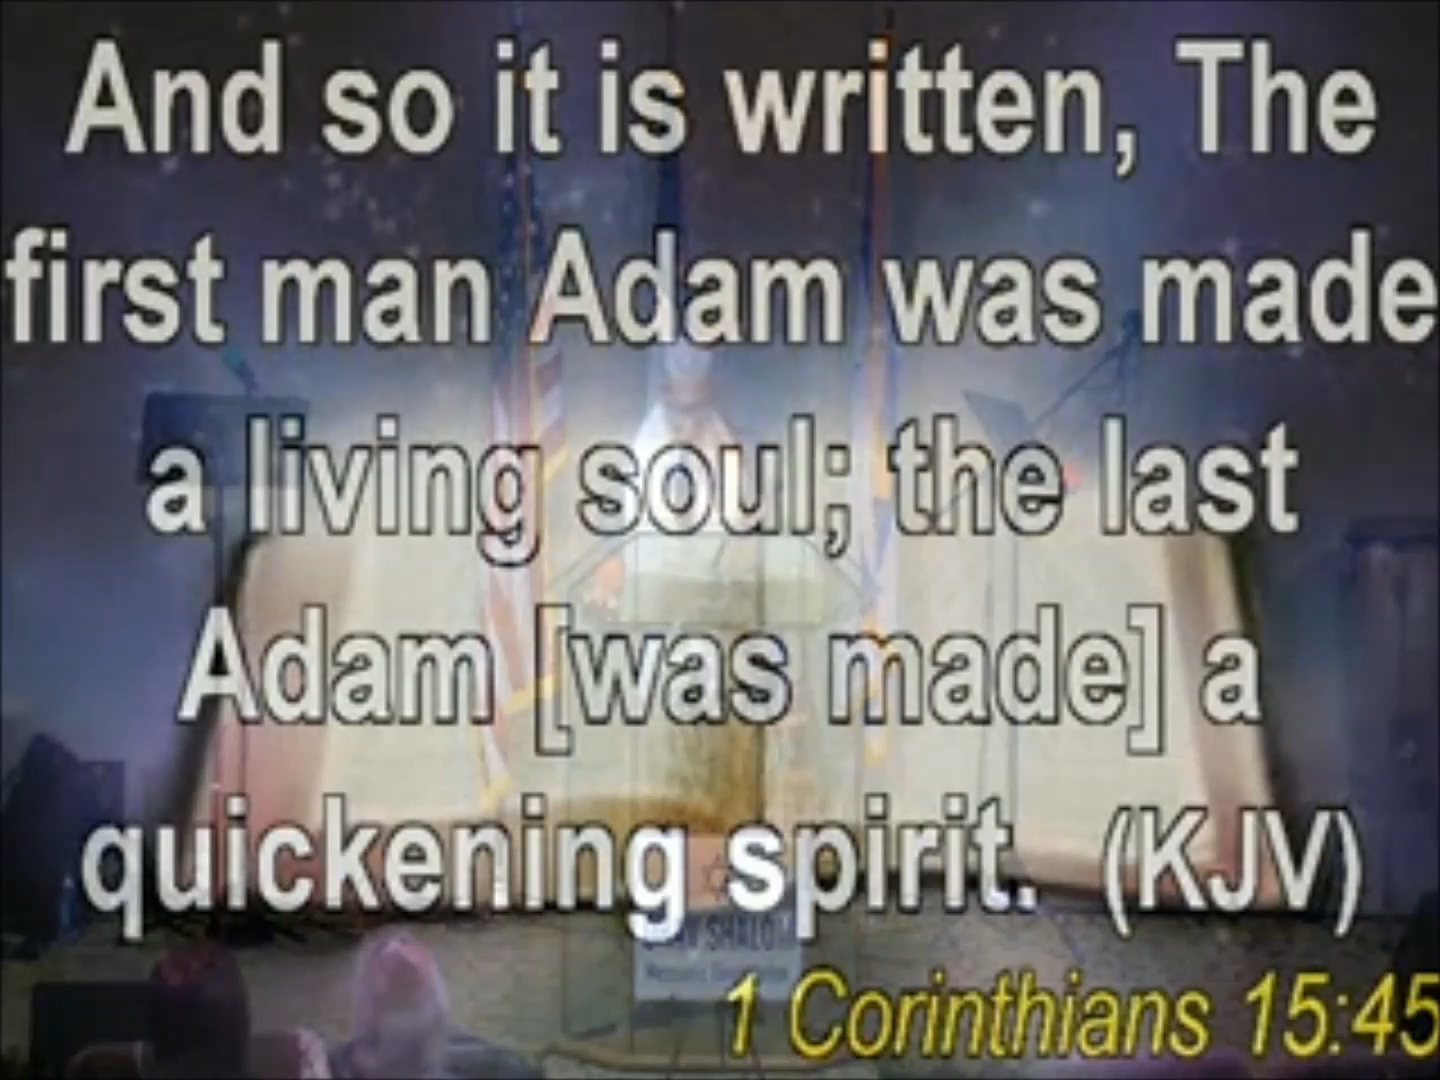 And so it is written, The
first man Adam was made
a living soul; the last
Adam [was made] a
quickening spirit. (KJV)
SHALOM
1 Corinthians 15:45